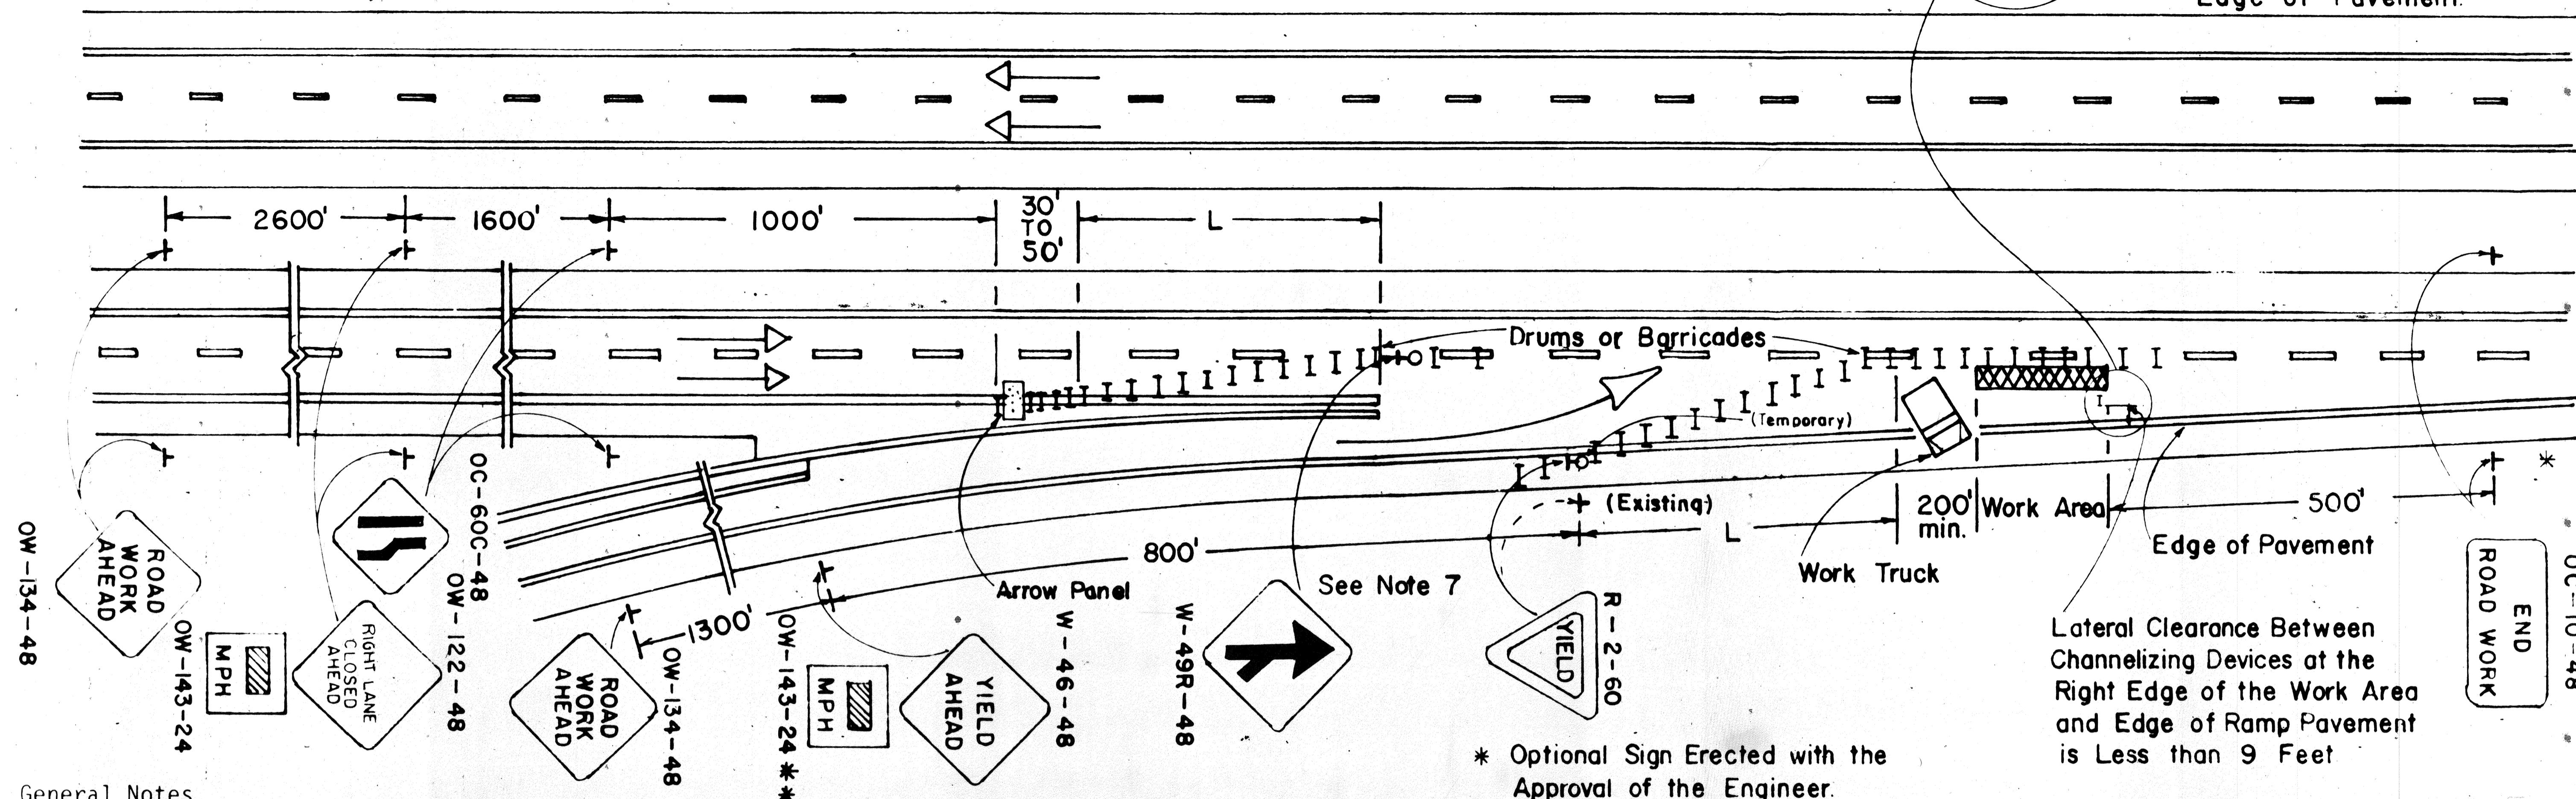 Edge of Pavement.
2600'
1600'
1000'
30'
TO
50'
L
Drums or Barricades
(Temporary)
(Existing)
800'
L
200'
min.
Work Area
500'
Edge of Pavement
Work Truck
Arrow Panel
See Note 7
1300'
OW-134-48
ROAD
WORK
AHEAD
OW-143-24
MPH
RIGHT LANE
CLOSED
AHEAD
OC-60C-48
OW-122-48
ROAD
WORK
AHEAD
OW-134-48
OW-143-24 **
MPH
YIELD
AHEAD
W-46-48
W-49R-48
YIELD
R-2-60
Lateral Clearance Between
Channelizing Devices at the
Right Edge of the Work Area
and Edge of Ramp Pavement
is Less than 9 Feet
END
ROAD WORK
*
* Optional Sign Erected with the
Approval of the Engineer.
General Notes